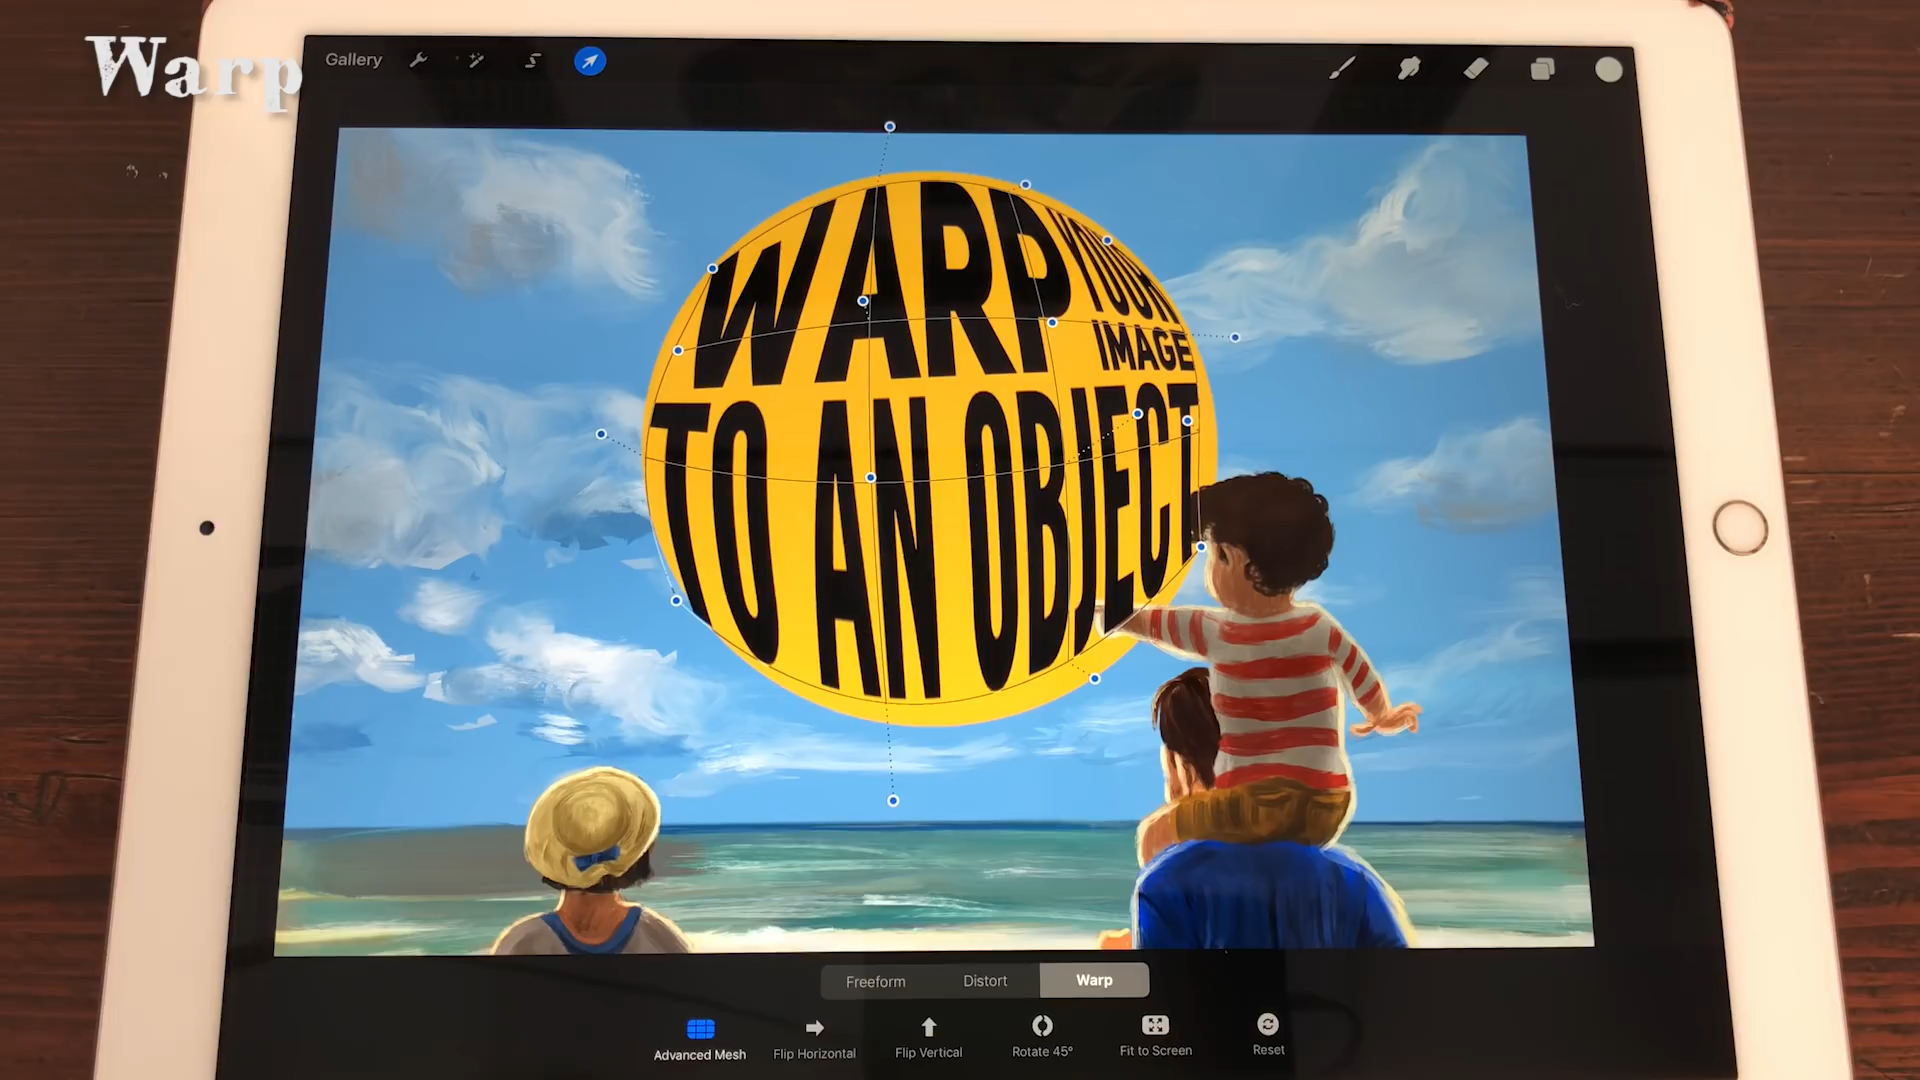 Warp
Gallery
WARP YOUR
IMAGE
TO AN OBJECT
Freeform Distort Warp
Advanced Mesh Flip Horizontal Flip Vertical Rotate 45° Fit to Screen Reset